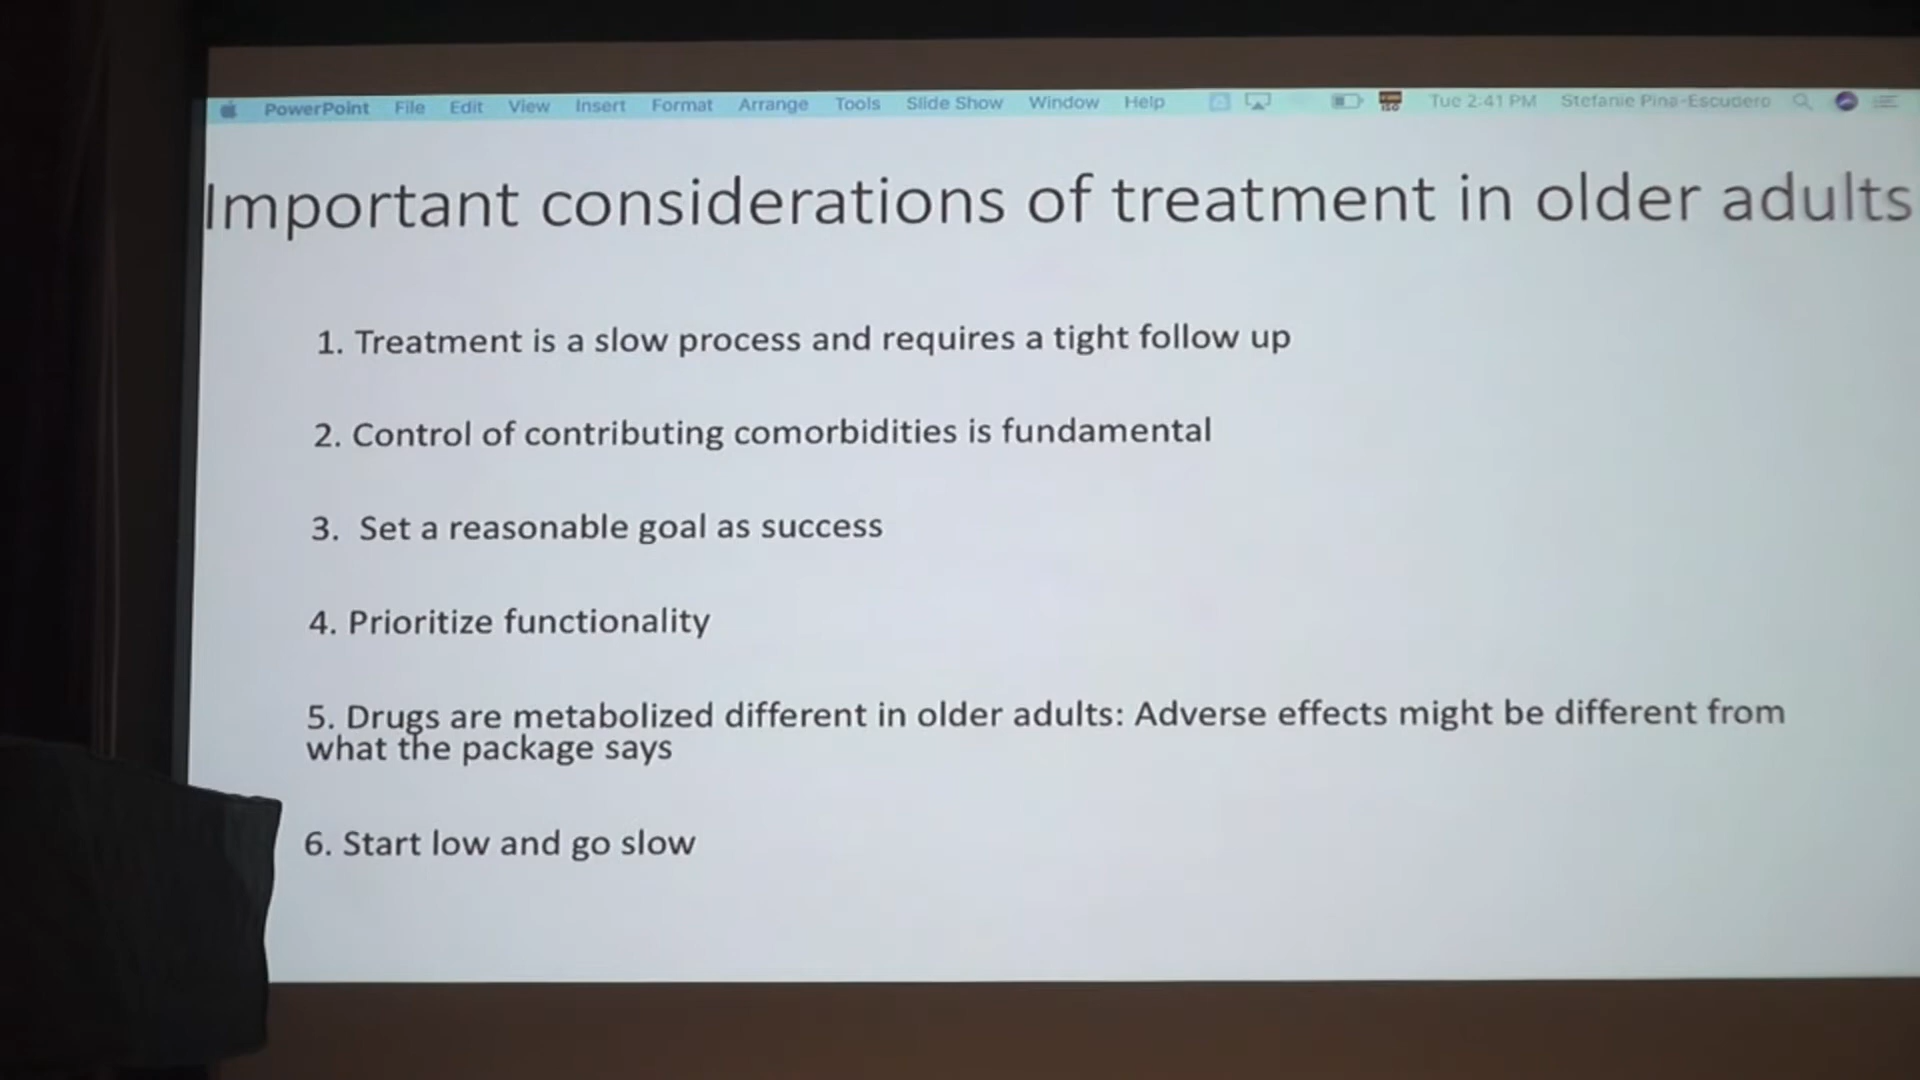 PowerPoint File Edit View Insert Format Arrange Tools Slide Show Window Help Tue 2:41 PM Stefanie Pina-Escudero
Important considerations of treatment in older adults
1. Treatment is a slow process and requires a tight follow up
2. Control of contributing comorbidities is fundamental
3. Set a reasonable goal as success
4. Prioritize functionality
5. Drugs are metabolized different in older adults: Adverse effects might be different from
what the package says
6. Start low and go slow